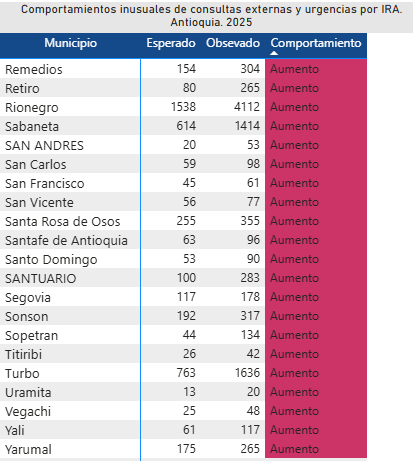 Comportamientos inusuales de consultas externas y urgencias por IRA.
Antioquia. 2025
Municipio Esperado Obsevado Comportamiento
Remedios 154 304 Aumento
Retiro 80 265 Aumento
Rionegro 1538 4112 Aumento
Sabaneta 614 1414 Aumento
SAN ANDRES 20 53 Aumento
San Carlos 59 98 Aumento
San Francisco 45 61 Aumento
San Vicente 56 77 Aumento
Santa Rosa de Osos 255 355 Aumento
Santafe de Antioquia 63 96 Aumento
Santo Domingo 53 90 Aumento
SANTUARIO 100 283 Aumento
Segovia 117 178 Aumento
Sonson 192 317 Aumento
Sopetran 44 134 Aumento
Titiribi 26 42 Aumento
Turbo 763 1636 Aumento
Uramita 13 20 Aumento
Vegachi 25 48 Aumento
Yali 61 117 Aumento
Yarumal 175 265 Aumento